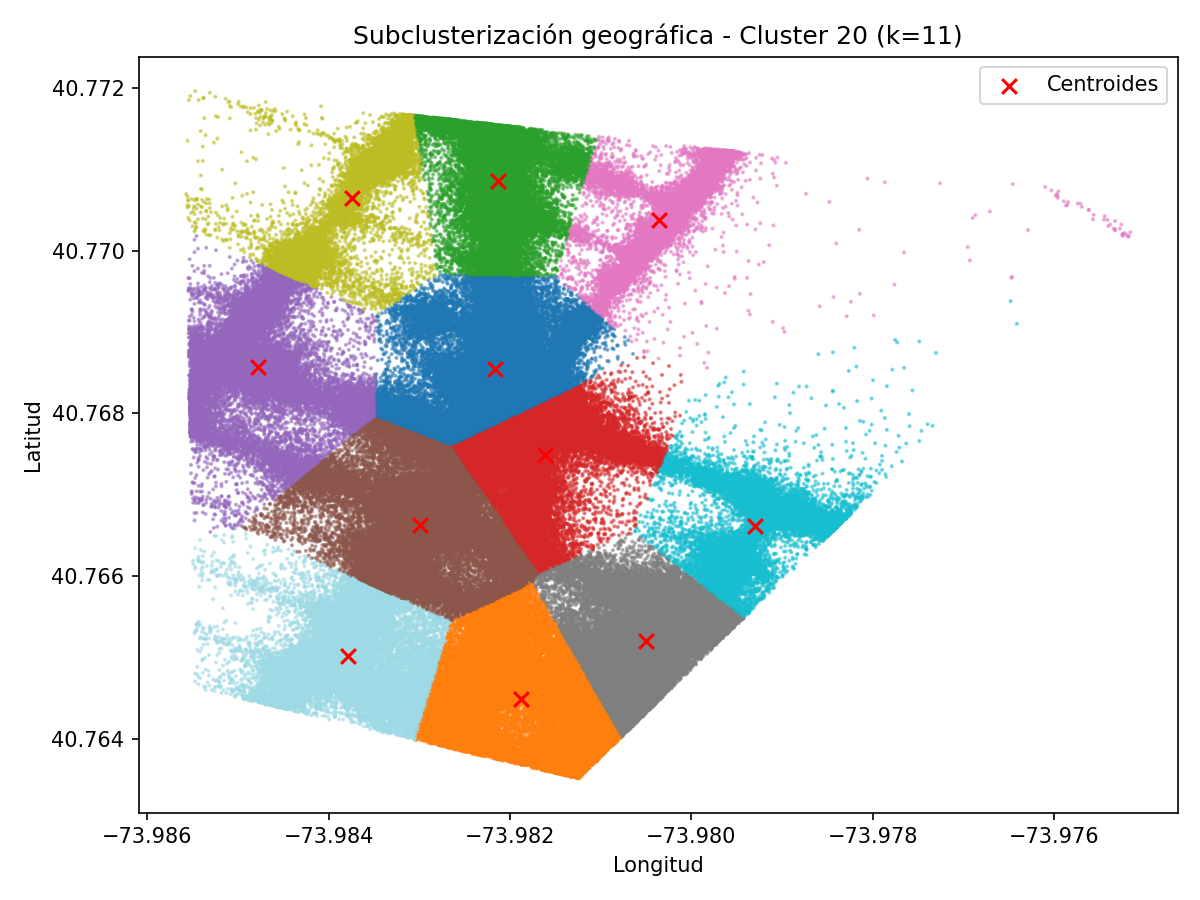 Subclusterización geográfica - Cluster 20 (k=11)
Centroides
40.772
40.770
40.768
40.766
40.764
Latitud
−73.986 −73.984 −73.982 −73.980 −73.978 −73.976
Longitud